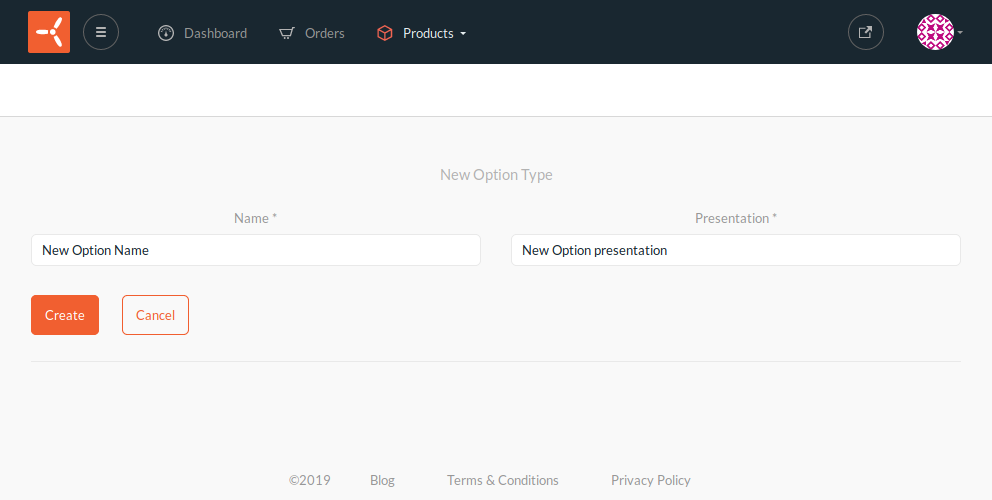 Dashboard Orders Products
New Option Type
Name * Presentation *
New Option Name New Option presentation
Create Cancel
©2019 Blog Terms & Conditions Privacy Policy